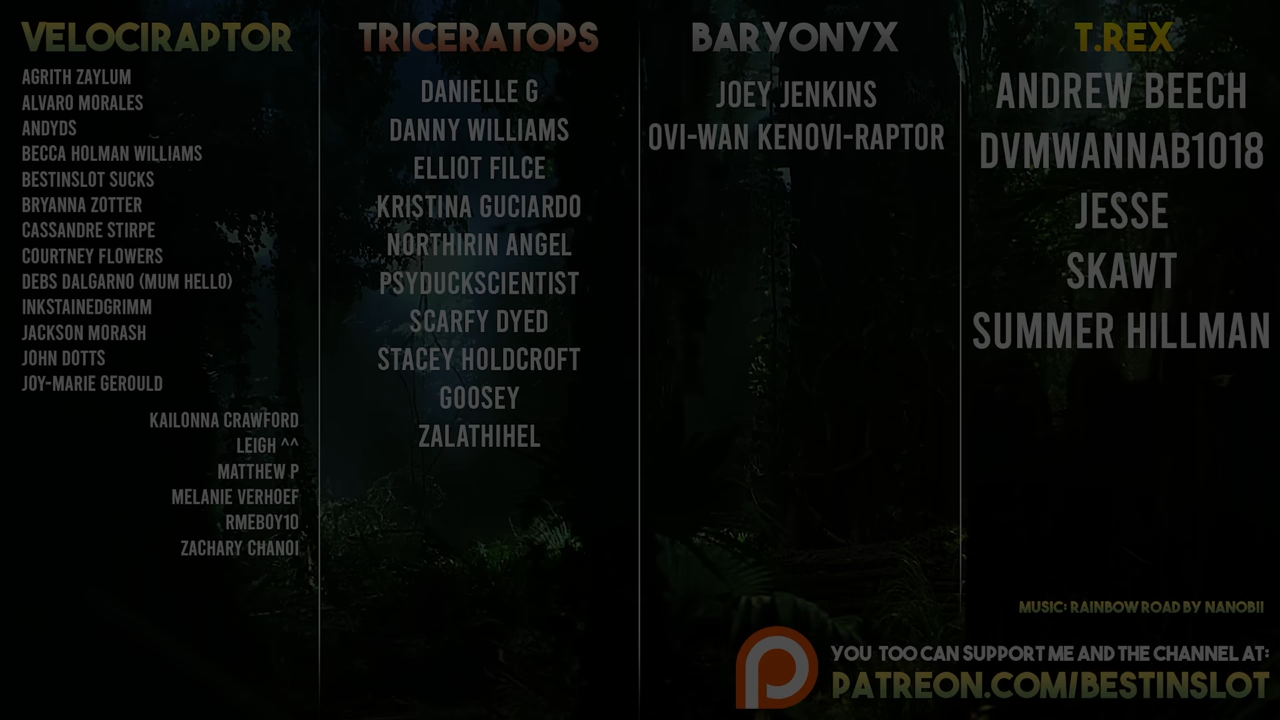 VELOCIRAPTOR
AGRITH ZAYLUM
ALVARO MORALES
ANDYDS
BECCA HOLMAN WILLIAMS
BESTINSLOT SUCKS
BRYANNA ZOTTER
CASSANDRE STIRPE
COURTNEY FLOWERS
DEBS DALGARNO (MUM HELLO)
INKSTAINEDGRIMM
JACKSON MORASH
JOHN DOTTS
JOY-MARIE GEROULD
KAILONNA CRAWFORD
LEIGH ^^
MATTHEW P
MELANIE VERHOEF
RMEBOY10
ZACHARY CHANOI
TRICERATOPS
DANIELLE G
DANNY WILLIAMS
ELLIOT FILCE
KRISTINA GUCIARDO
NORTHIRIN ANGEL
PSYDUCKSCIENTIST
SCARFY DYED
STACEY HOLDCROFT
GOOSEY
ZALATHIHEL
BARYONYX
JOEY JENKINS
OVI-WAN KENOVI-RAPTOR
T.REX
ANDREW BEECH
DVMWANNAB1018
JESSE
SKAWT
SUMMER HILLMAN
MUSIC: RAINBOW ROAD BY NANOBII
YOU TOO CAN SUPPORT ME AND THE CHANNEL AT:
PATREON.COM/BESTINSLOT